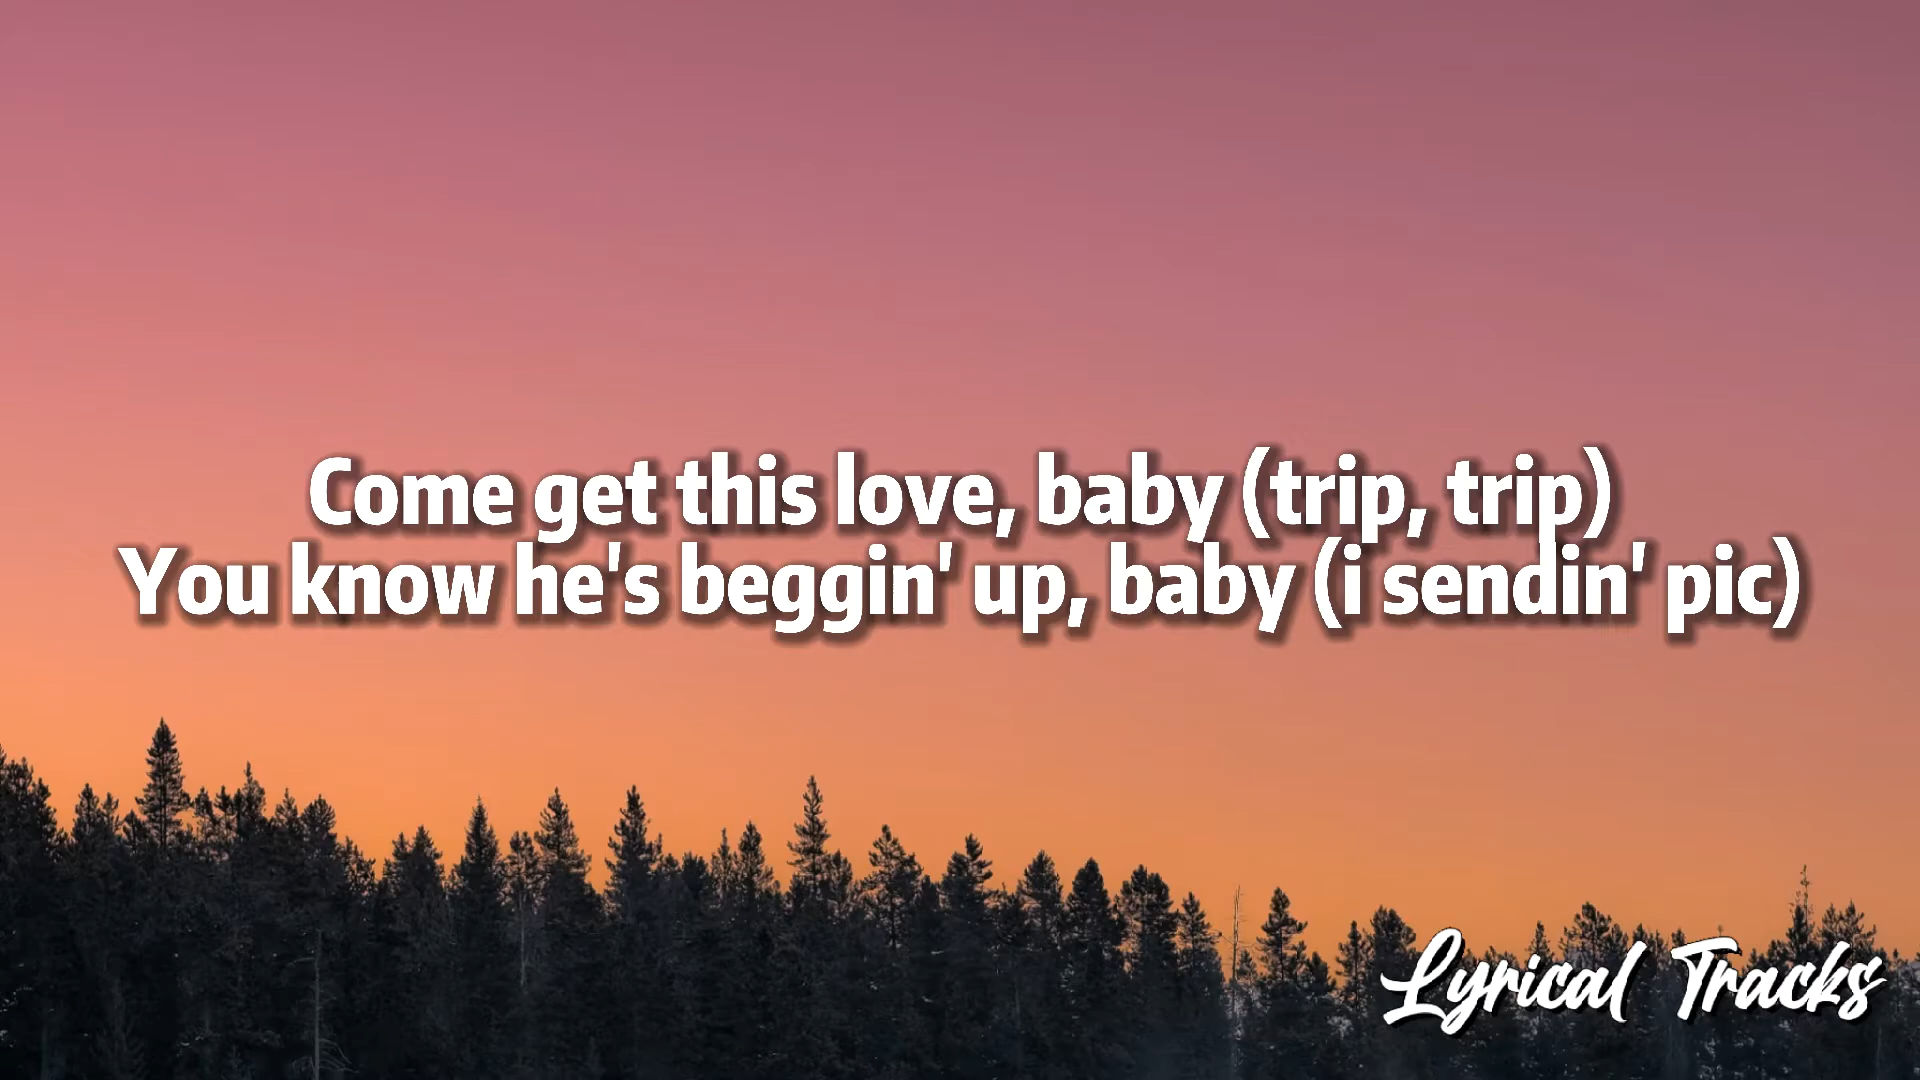 Come get this love, baby (trip, trip)
You know he's beggin' up, baby (i sendin' pic)
Lyrical Tracks